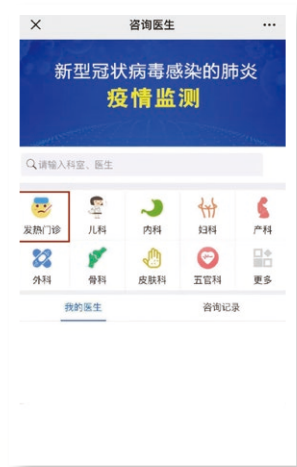 咨询医生
新型冠状病毒感染的肺炎
疫情监测
请输入科室、医生
发热门诊 儿科 内科 妇科 产科
外科 骨科 皮肤科 五官科 更多
我的医生 咨询记录